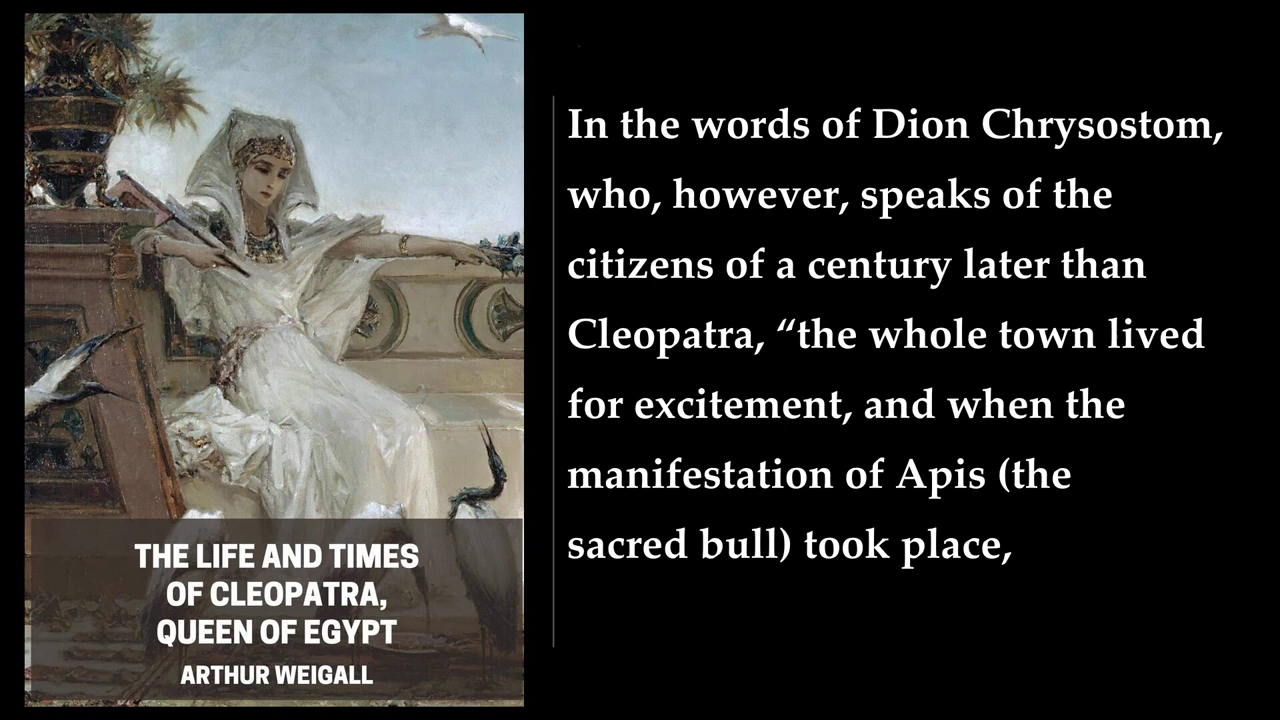 THE LIFE AND TIMES
OF CLEOPATRA,
QUEEN OF EGYPT
ARTHUR WEIGALL
In the words of Dion Chrysostom,
who, however, speaks of the
citizens of a century later than
Cleopatra, “the whole town lived
for excitement, and when the
manifestation of Apis (the
sacred bull) took place,